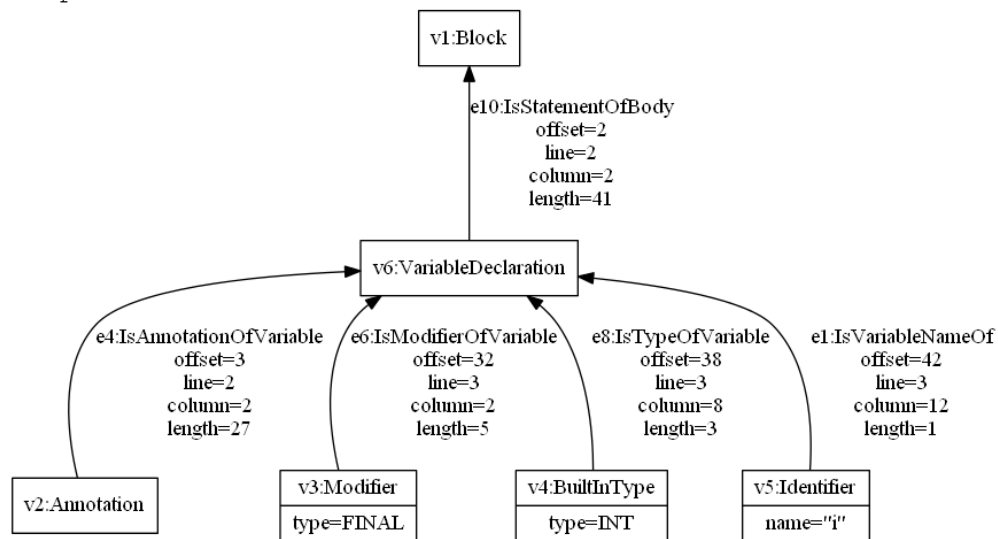 v1:Block
e10:IsStatementOfBody
offset=2
line=2
column=2
length=41
v6:VariableDeclaration
e4:IsAnnotationOfVariable
offset=3
line=2
column=2
length=27
e6:IsModifierOfVariable
offset=32
line=3
column=2
length=5
e8:IsTypeOfVariable
offset=38
line=3
column=8
length=3
e1:IsVariableNameOf
offset=42
line=3
column=12
length=1
v2:Annotation
v3:Modifier
type=FINAL
v4:BuiltInType
type=INT
v5:Identifier
name="i"